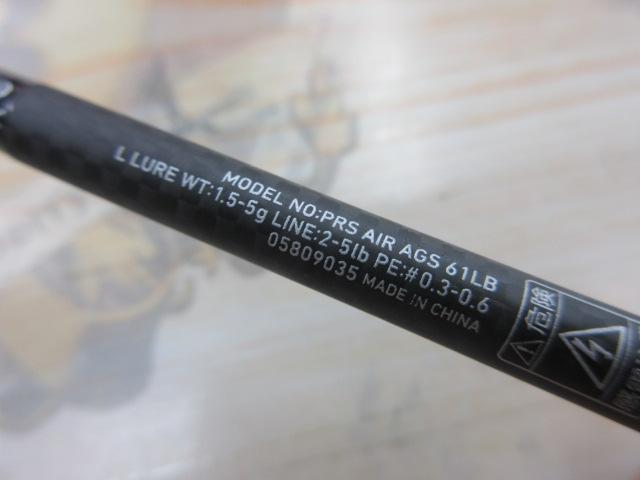 MODEL NO:PRS AIR AGS 61LB
L LURE WT:1.5-5g LINE:2-5lb PE:#0.3-0.6
05809035 MADE IN CHINA
危険